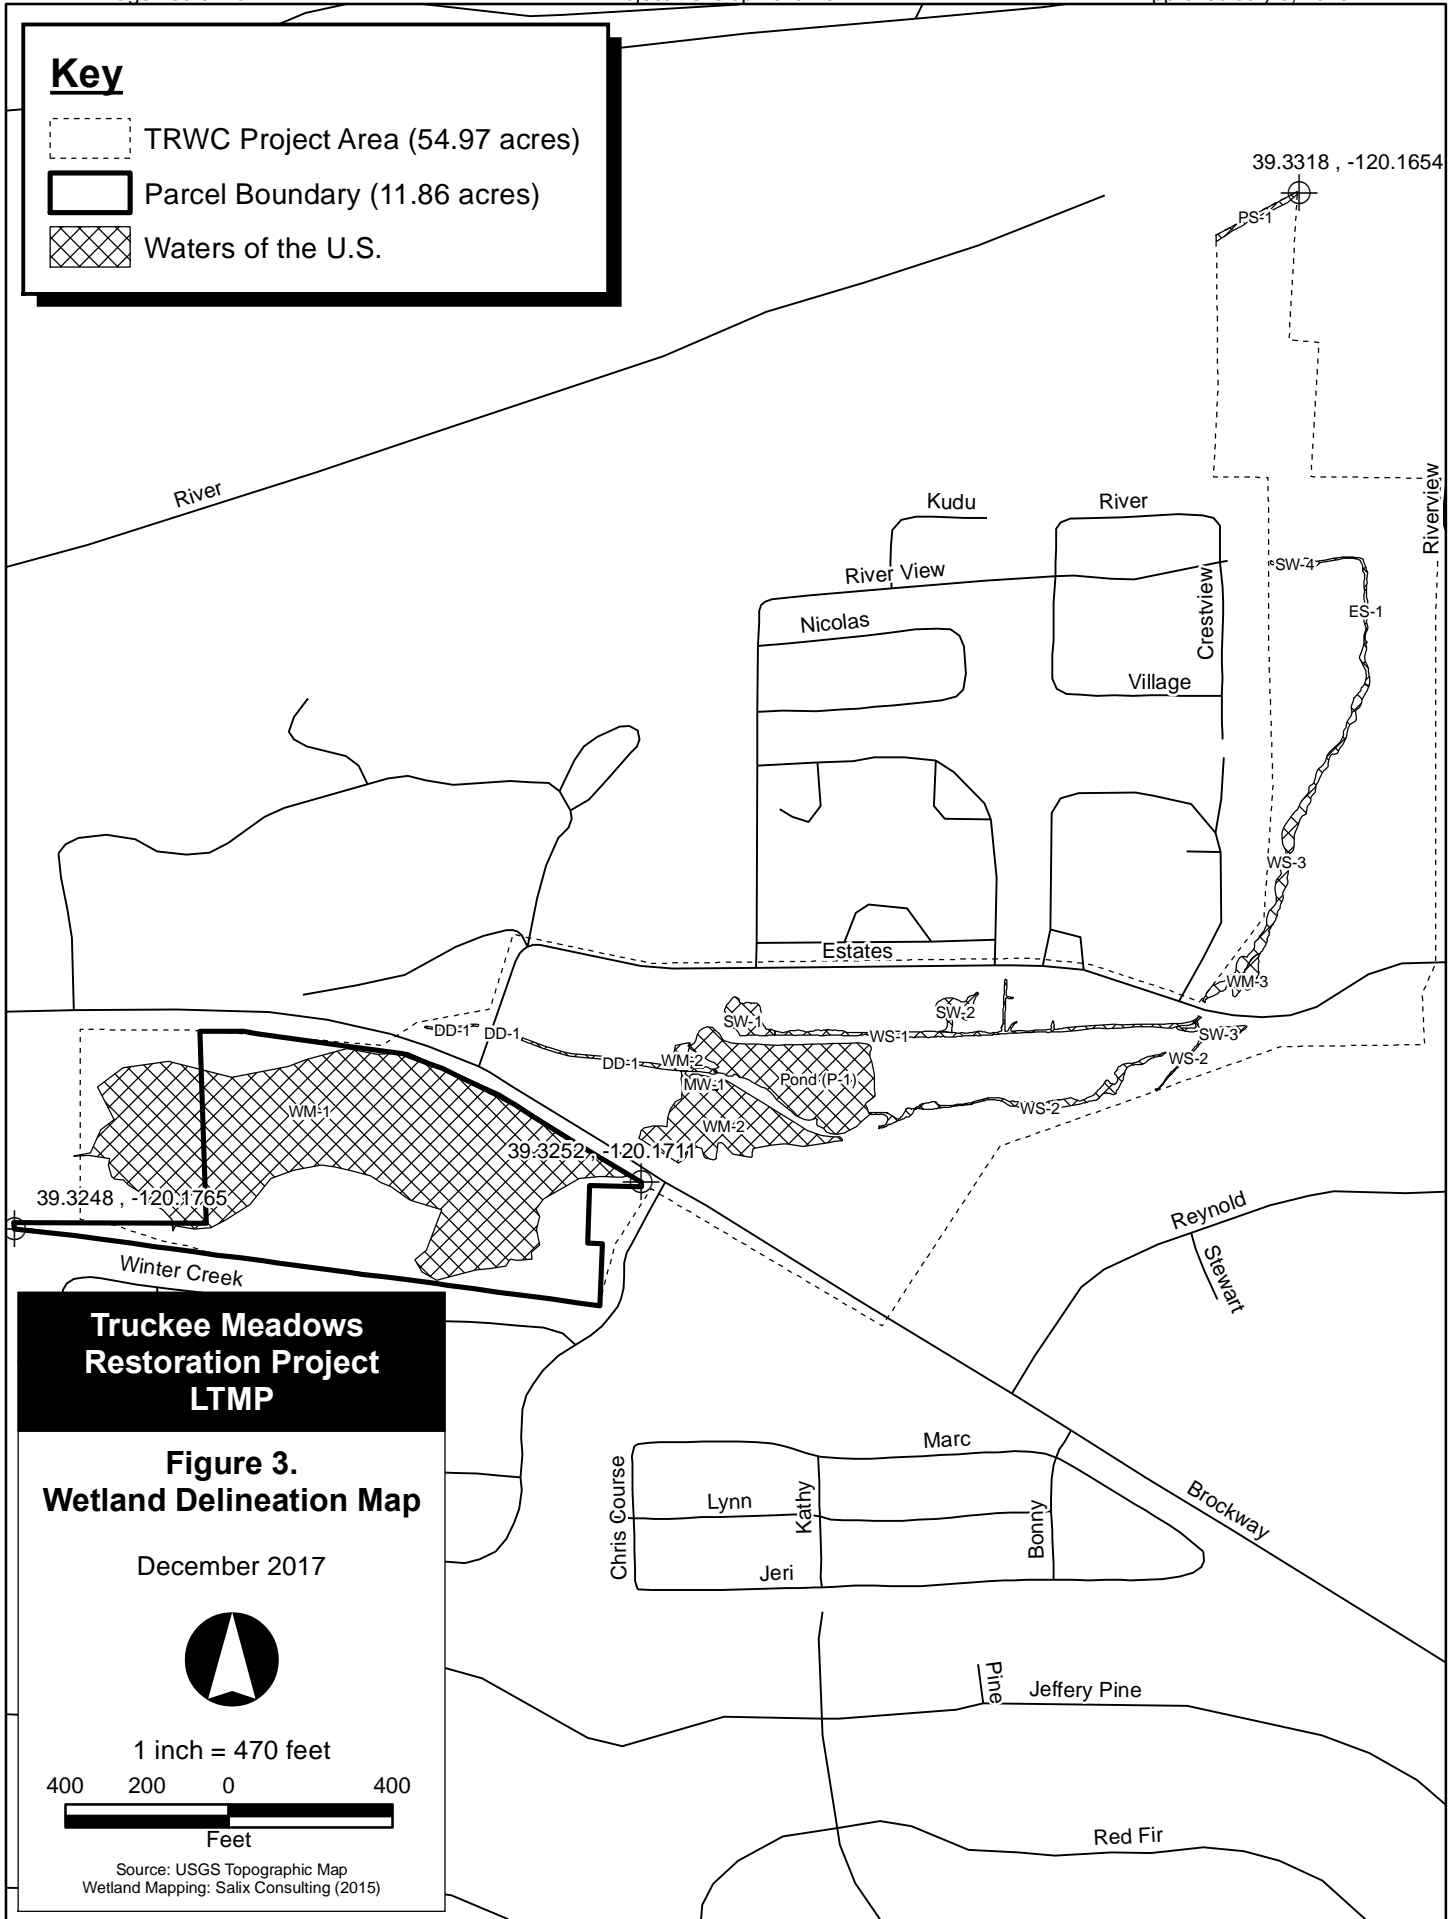 Key
TRWC Project Area (54.97 acres)
Parcel Boundary (11.86 acres)
Waters of the U.S.
39.3318 , -120.1654
PS-1
River
Kudu
River
Riverview
River View
SW-4
Crestview
Nicolas
ES-1
Village
WS-3
Estates
WM-3
DD-1
DD-1
SW-1
SW-2
WS-1
SW-3
DD-1
WM-2
WS-2
MW-1
Pond (P-1)
WM-1
WM-2
WS-2
39.3252 , -120.1711
39.3248 , -120.1765
Winter Creek
Reynold
Stewart
Truckee Meadows
Restoration Project
LTMP
Figure 3.
Wetland Delineation Map
December 2017
Marc
Chris Course
Lynn
Kathy
Bonny
Brockway
Jeri
Pine
Jeffery Pine
1 inch = 470 feet
400 200 0 400
Feet
Red Fir
Source: USGS Topographic Map
Wetland Mapping: Salix Consulting (2015)